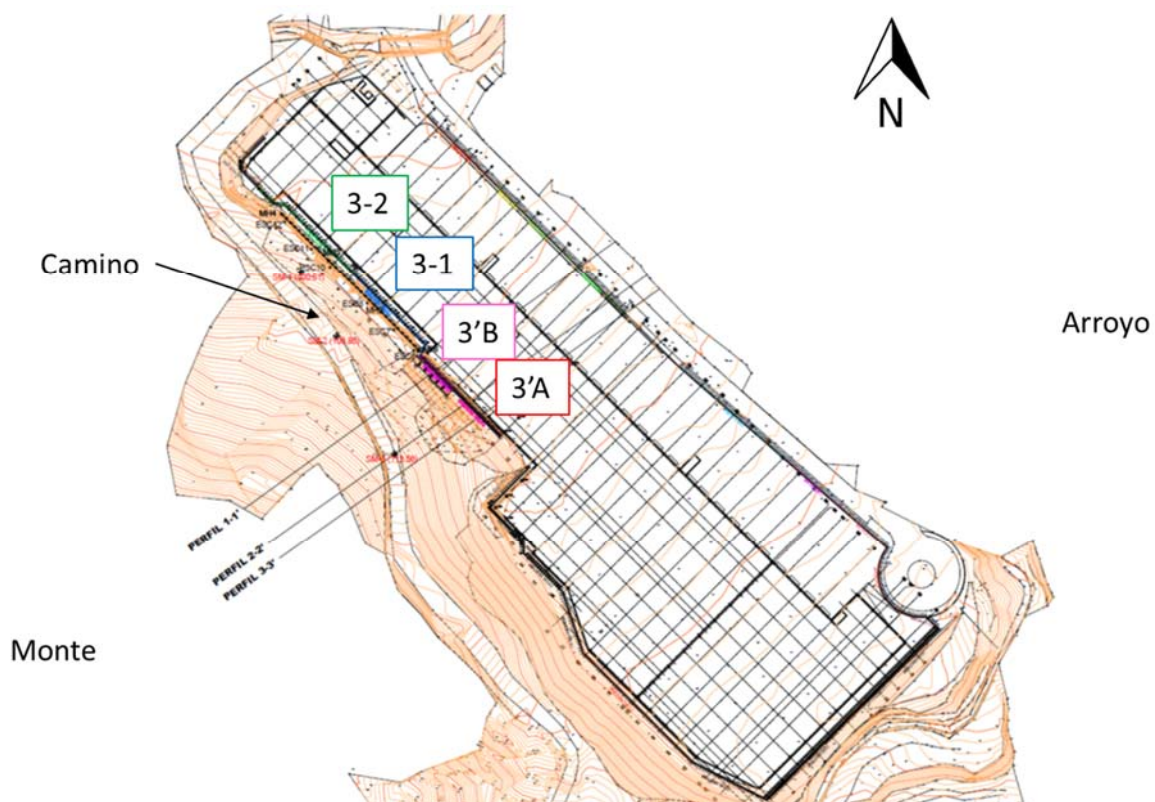 N
3-2
3-1
Camino
3'B
Arroyo
3'A
PERFIL 1-1'
PERFIL 2-2'
PERFIL 3-3'
Monte